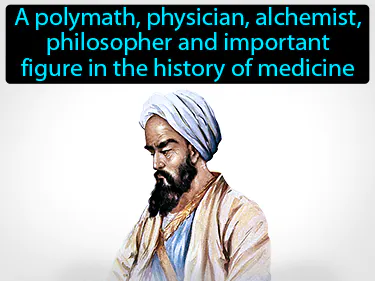 A polymath, physician, alchemist,
philosopher and important
figure in the history of medicine